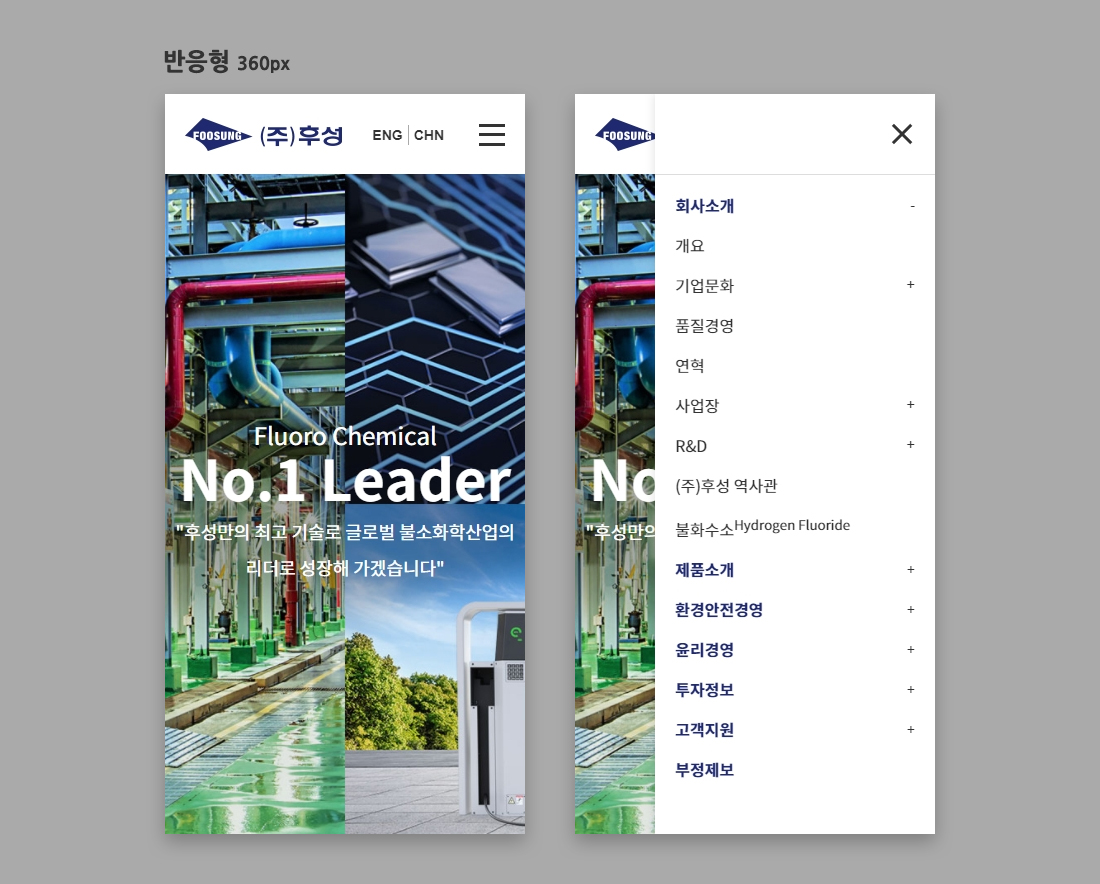 반응형 360px
FOOSUNG (주)후성 ENG CHN
Fluoro Chemical
No.1 Leader
"후성만의 최고 기술로 글로벌 불소화학산업의
리더로 성장해 가겠습니다"
FOOSUNG
No
"후성만의
회사소개 -
개요
기업문화 +
품질경영
연혁
사업장 +
R&D +
(주)후성 역사관
불화수소Hydrogen Fluoride
제품소개 +
환경안전경영 +
윤리경영 +
투자정보 +
고객지원 +
부정제보